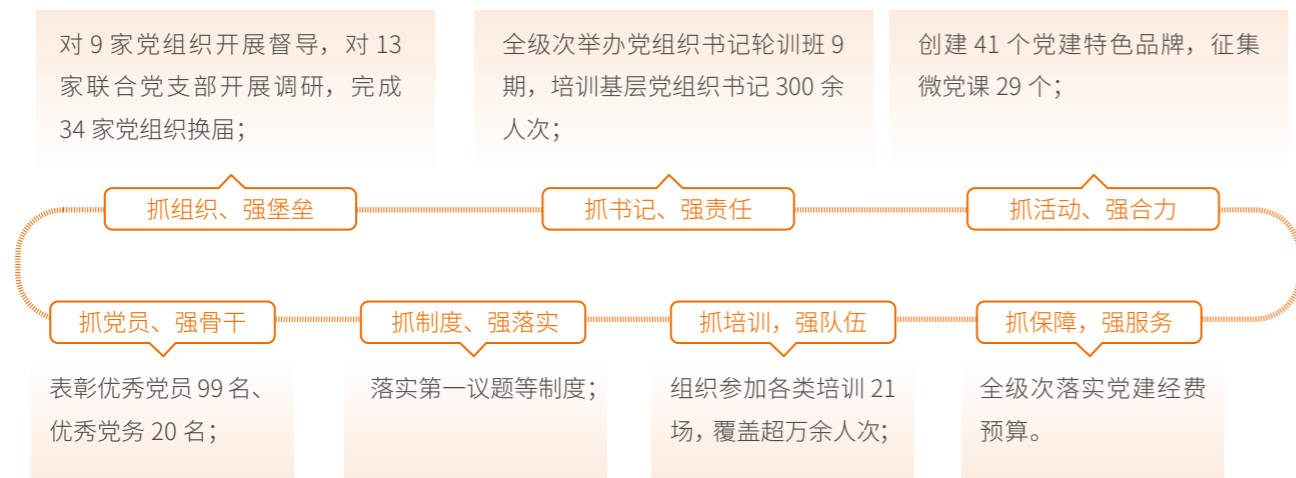 对 9 家党组织开展督导，对 13
家联合党支部开展调研，完成
34 家党组织换届；
抓组织、强堡垒
全级次举办党组织书记轮训班 9
期，培训基层党组织书记 300 余
人次；
抓书记、强责任
创建 41 个党建特色品牌，征集
微党课 29 个；
抓活动、强合力
抓党员、强骨干
表彰优秀党员 99 名、
优秀党务 20 名；
抓制度、强落实
落实第一议题等制度；
抓培训，强队伍
组织参加各类培训 21
场，覆盖超万余人次；
抓保障，强服务
全级次落实党建经费
预算。